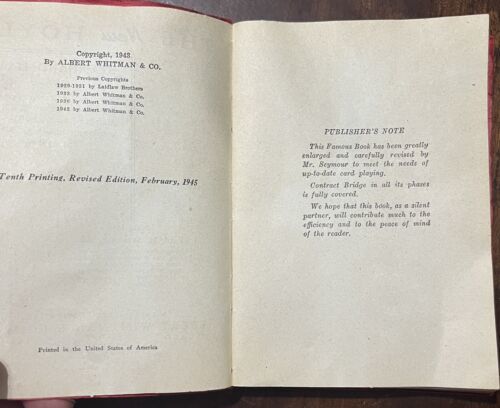 Copyright, 1943
By ALBERT WHITMAN & CO.
Previous Copyrights
by Laidlaw Brothers
by Albert Whitman & Co.
by Albert Whitman & Co.
1942 by Albert Whitman & Co.
Tenth Printing, Revised Edition, February, 1945
Printed in the United States of America
PUBLISHER'S NOTE
This Famous Book has been greatly
enlarged and carefully revised by
Mr. Seymour to meet the needs of
up-to-date card playing.
Contract Bridge in all its phases
is fully covered.
We hope that this book, as a silent
partner, will contribute much to the
efficiency and to the peace of mind
of the reader.